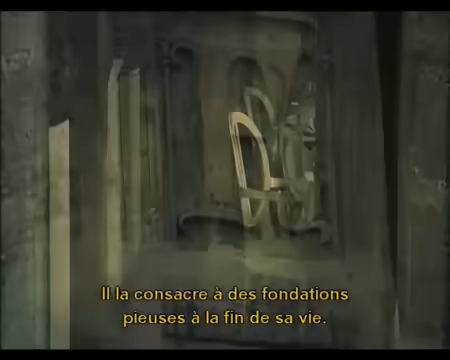 Il la consacre à des fondations
pieuses à la fin de sa vie.